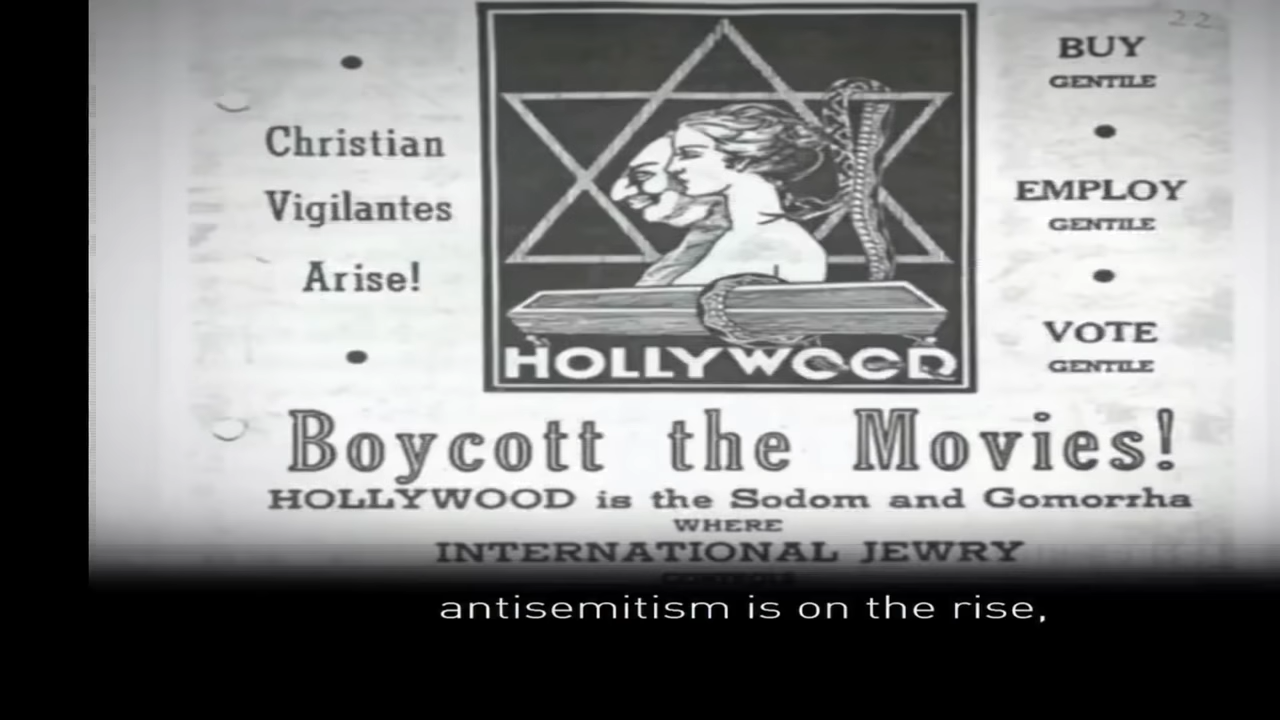 22
Christian
Vigilantes
Arise!
HOLLYWOOD
BUY
GENTILE
EMPLOY
GENTILE
VOTE
GENTILE
Boycott the Movies!
HOLLYWOOD is the Sodom and Gomorrha
WHERE
INTERNATIONAL JEWRY
antisemitism is on the rise,